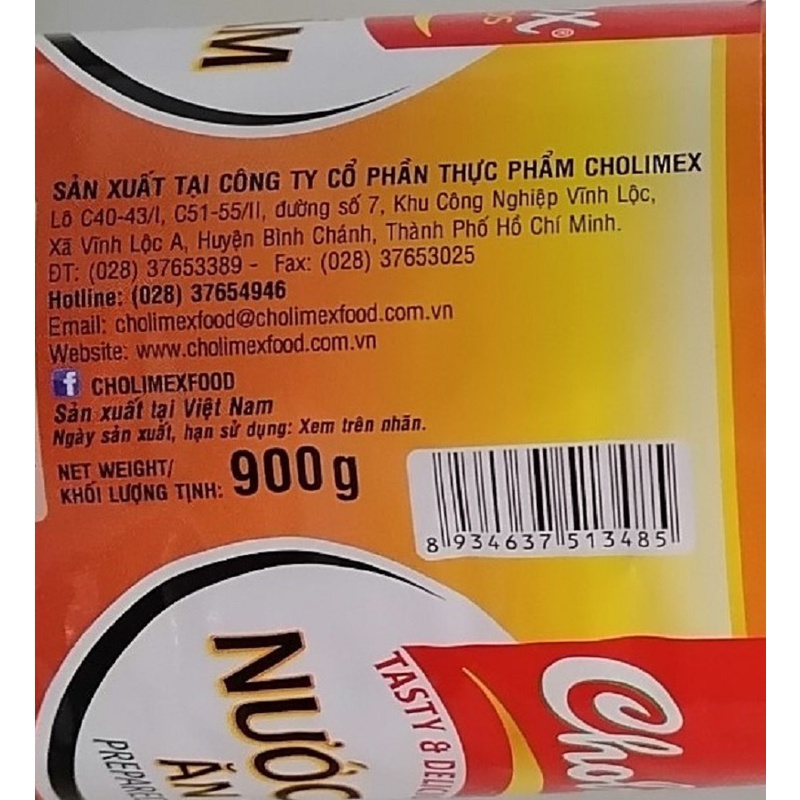 ẮM
SẢN XUẤT TẠI CÔNG TY CỔ PHẦN THỰC PHẨM CHOLIMEX
Lô C40-43/I, C51-55/II, đường số 7, Khu Công Nghiệp Vĩnh Lộc,
Xã Vĩnh Lộc A, Huyện Bình Chánh, Thành Phố Hồ Chí Minh.
ĐT: (028) 37653389 - Fax: (028) 37653025
Hotline: (028) 37654946
Email: cholimexfood@cholimexfood.com.vn
Website: www.cholimexfood.com.vn
CHOLIMEXFOOD
Sản xuất tại Việt Nam
Ngày sản xuất, hạn sử dụng: Xem trên nhãn.
NET WEIGHT/
KHỐI LƯỢNG TỊNH: 900g
8 934637 513485
NƯỚC
ĂN
PREPARE
TASTY & DELIC
Chol